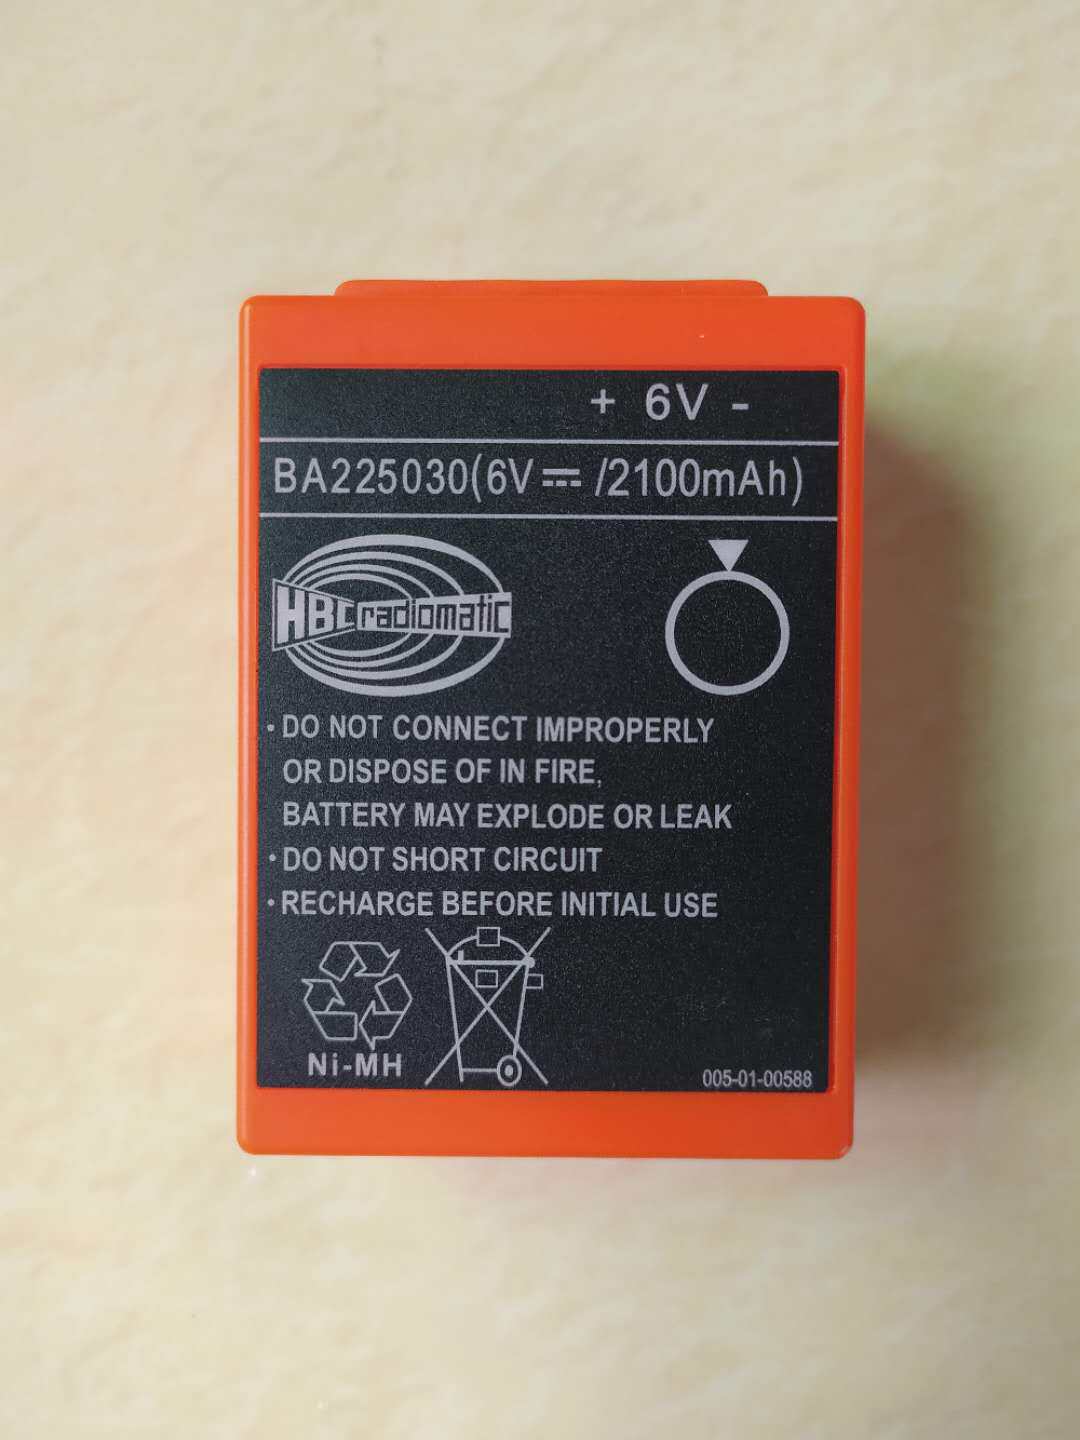 + 6V -
BA225030(6V⎓/2100mAh)
HBC radiomatic
· DO NOT CONNECT IMPROPERLY
OR DISPOSE OF IN FIRE,
BATTERY MAY EXPLODE OR LEAK
· DO NOT SHORT CIRCUIT
· RECHARGE BEFORE INITIAL USE
Ni-MH
005-01-00588